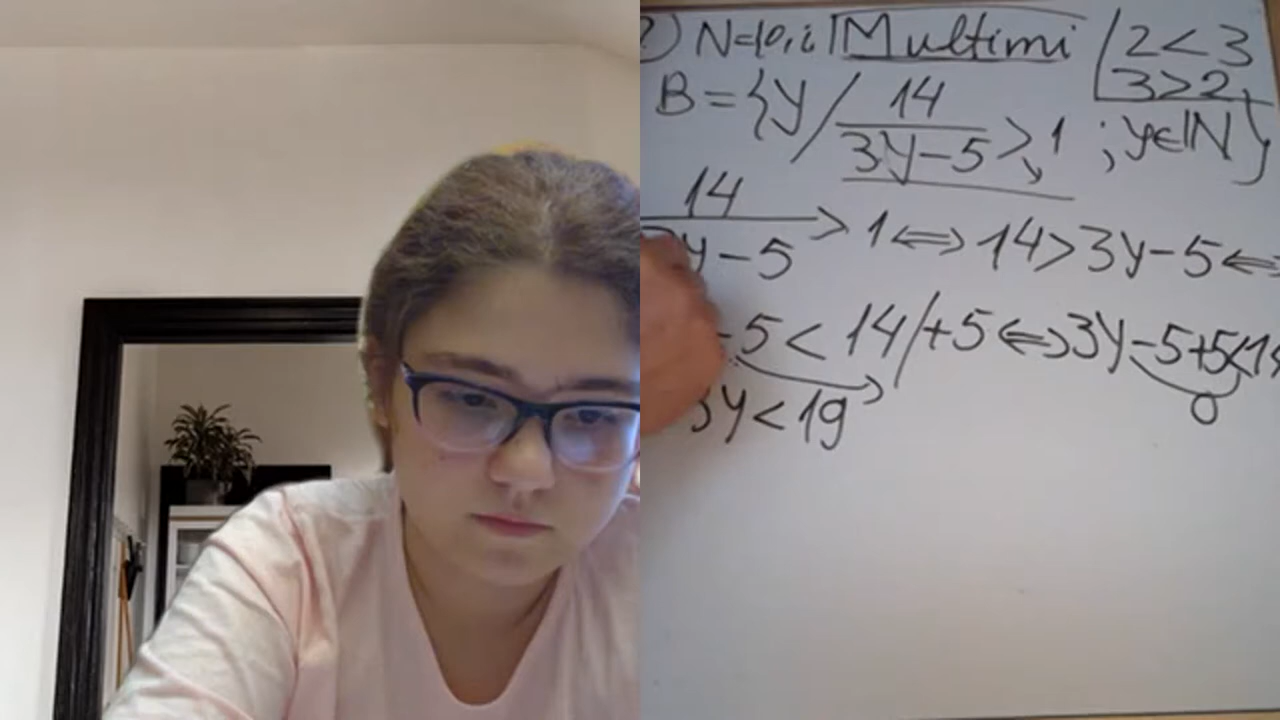 ) N=10, i Multimi
2<3
3>2
B = {y / 14
3y-5 > 1 ; y∈ℕ}
14
y-5 > 1 ⟺ 14>3y-5 ⟺
-5<14/+5 ⟺ 3y-5+5<1
0
3y<19